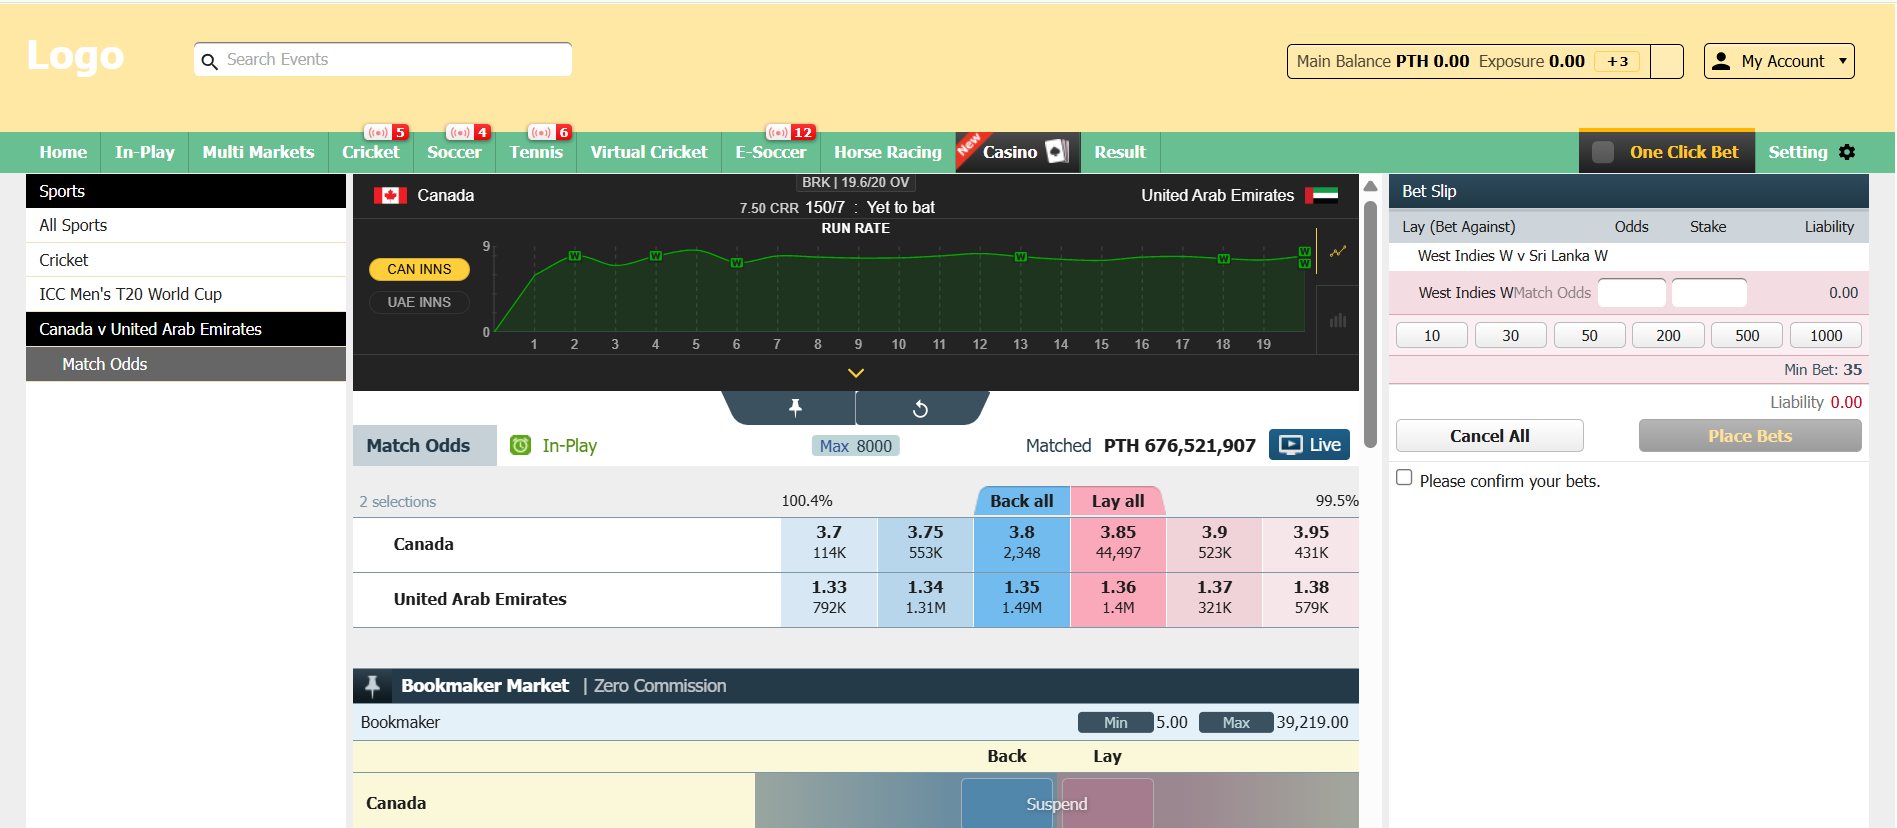 Logo
Search Events
Main Balance PTH 0.00 Exposure 0.00 +3
My Account
5
4
6
12
Home In-Play Multi Markets Cricket Soccer Tennis Virtual Cricket E-Soccer Horse Racing New Casino Result One Click Bet Setting
Sports
All Sports
Cricket
ICC Men's T20 World Cup
Canada v United Arab Emirates
Match Odds
BRK | 19.6/20 OV
Canada
United Arab Emirates
7.50 CRR 150/7 : Yet to bat
RUN RATE
9
CAN INNS
UAE INNS
0
W W W W W W W
1 2 3 4 5 6 7 8 9 10 11 12 13 14 15 16 17 18 19
Match Odds In-Play Max 8000 Matched PTH 676,521,907 Live
2 selections 100.4% Back all Lay all 99.5%
Canada 3.7 3.75 3.8 3.85 3.9 3.95
114K 553K 2,348 44,497 523K 431K
United Arab Emirates 1.33 1.34 1.35 1.36 1.37 1.38
792K 1.31M 1.49M 1.4M 321K 579K
Bookmaker Market | Zero Commission
Bookmaker Min 5.00 Max 39,219.00
Back Lay
Canada Suspend
Bet Slip
Lay (Bet Against) Odds Stake Liability
West Indies W v Sri Lanka W
West Indies WMatch Odds 0.00
10 30 50 200 500 1000
Min Bet: 35
Liability 0.00
Cancel All Place Bets
Please confirm your bets.